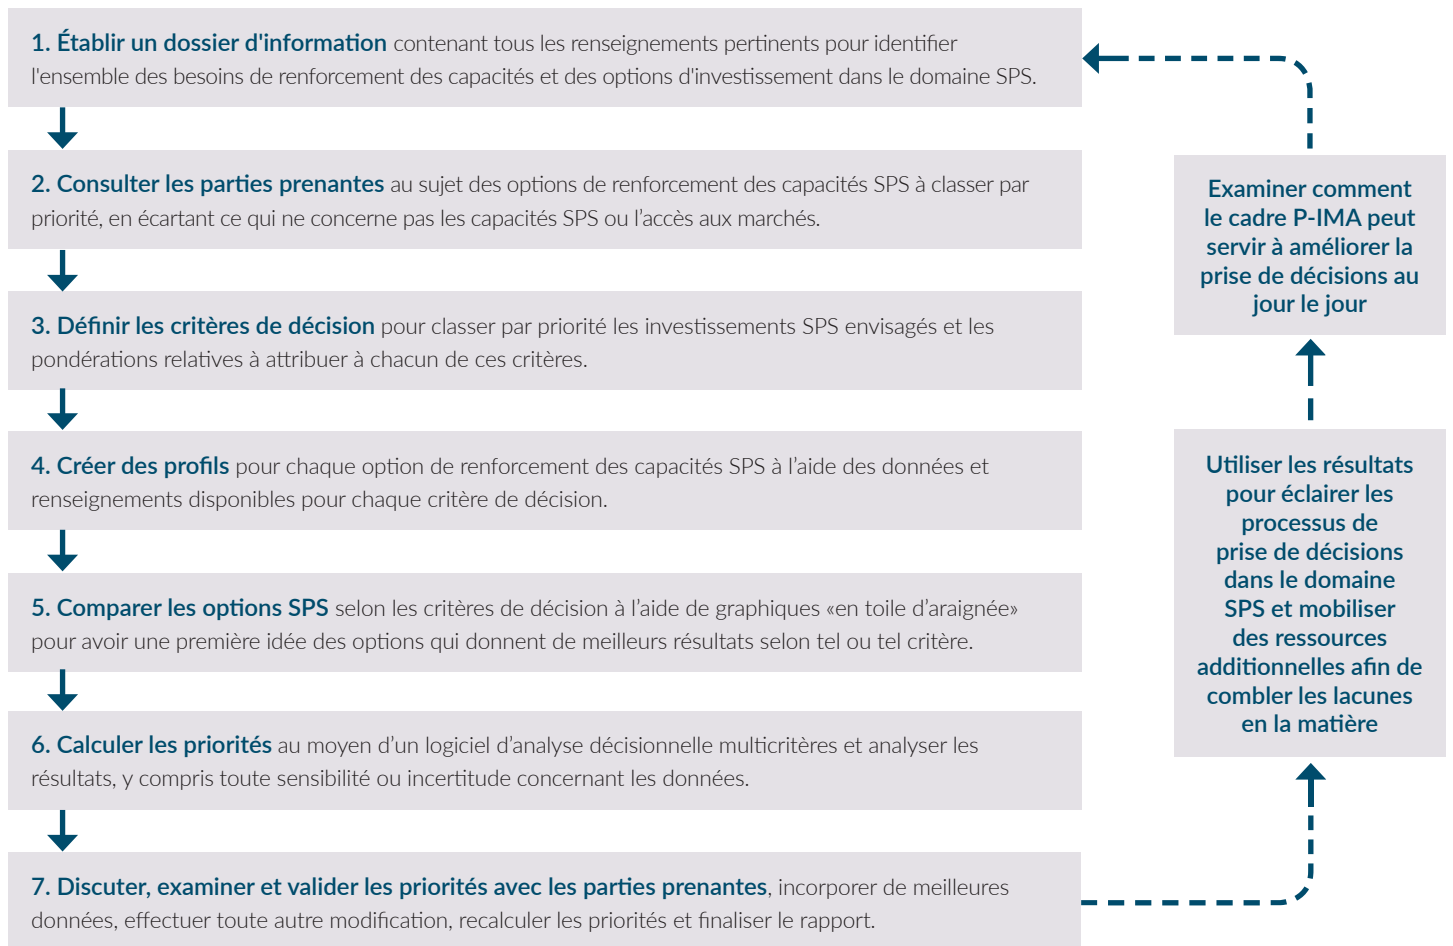 1. Établir un dossier d'information contenant tous les renseignements pertinents pour identifier
l'ensemble des besoins de renforcement des capacités et des options d'investissement dans le domaine SPS.
2. Consulter les parties prenantes au sujet des options de renforcement des capacités SPS à classer par
priorité, en écartant ce qui ne concerne pas les capacités SPS ou l’accès aux marchés.
3. Définir les critères de décision pour classer par priorité les investissements SPS envisagés et les
pondérations relatives à attribuer à chacun de ces critères.
4. Créer des profils pour chaque option de renforcement des capacités SPS à l’aide des données et
renseignements disponibles pour chaque critère de décision.
5. Comparer les options SPS selon les critères de décision à l’aide de graphiques «en toile d’araignée»
pour avoir une première idée des options qui donnent de meilleurs résultats selon tel ou tel critère.
6. Calculer les priorités au moyen d’un logiciel d’analyse décisionnelle multicritères et analyser les
résultats, y compris toute sensibilité ou incertitude concernant les données.
7. Discuter, examiner et valider les priorités avec les parties prenantes, incorporer de meilleures
données, effectuer toute autre modification, recalculer les priorités et finaliser le rapport.
Utiliser les résultats
pour éclairer les
processus de
prise de décisions
dans le domaine
SPS et mobiliser
des ressources
additionnelles afin de
combler les lacunes
en la matière
Examiner comment
le cadre P-IMA peut
servir à améliorer la
prise de décisions au
jour le jour